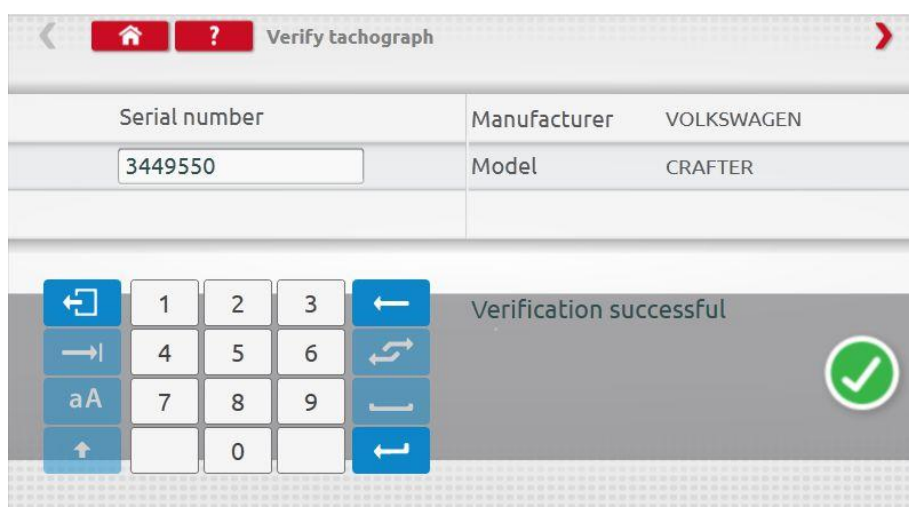 ? Verify tachograph
Serial number
Manufacturer VOLKSWAGEN
3449550
Model CRAFTER
1 2 3
Verification successful
4 5 6
aA 7 8 9
0